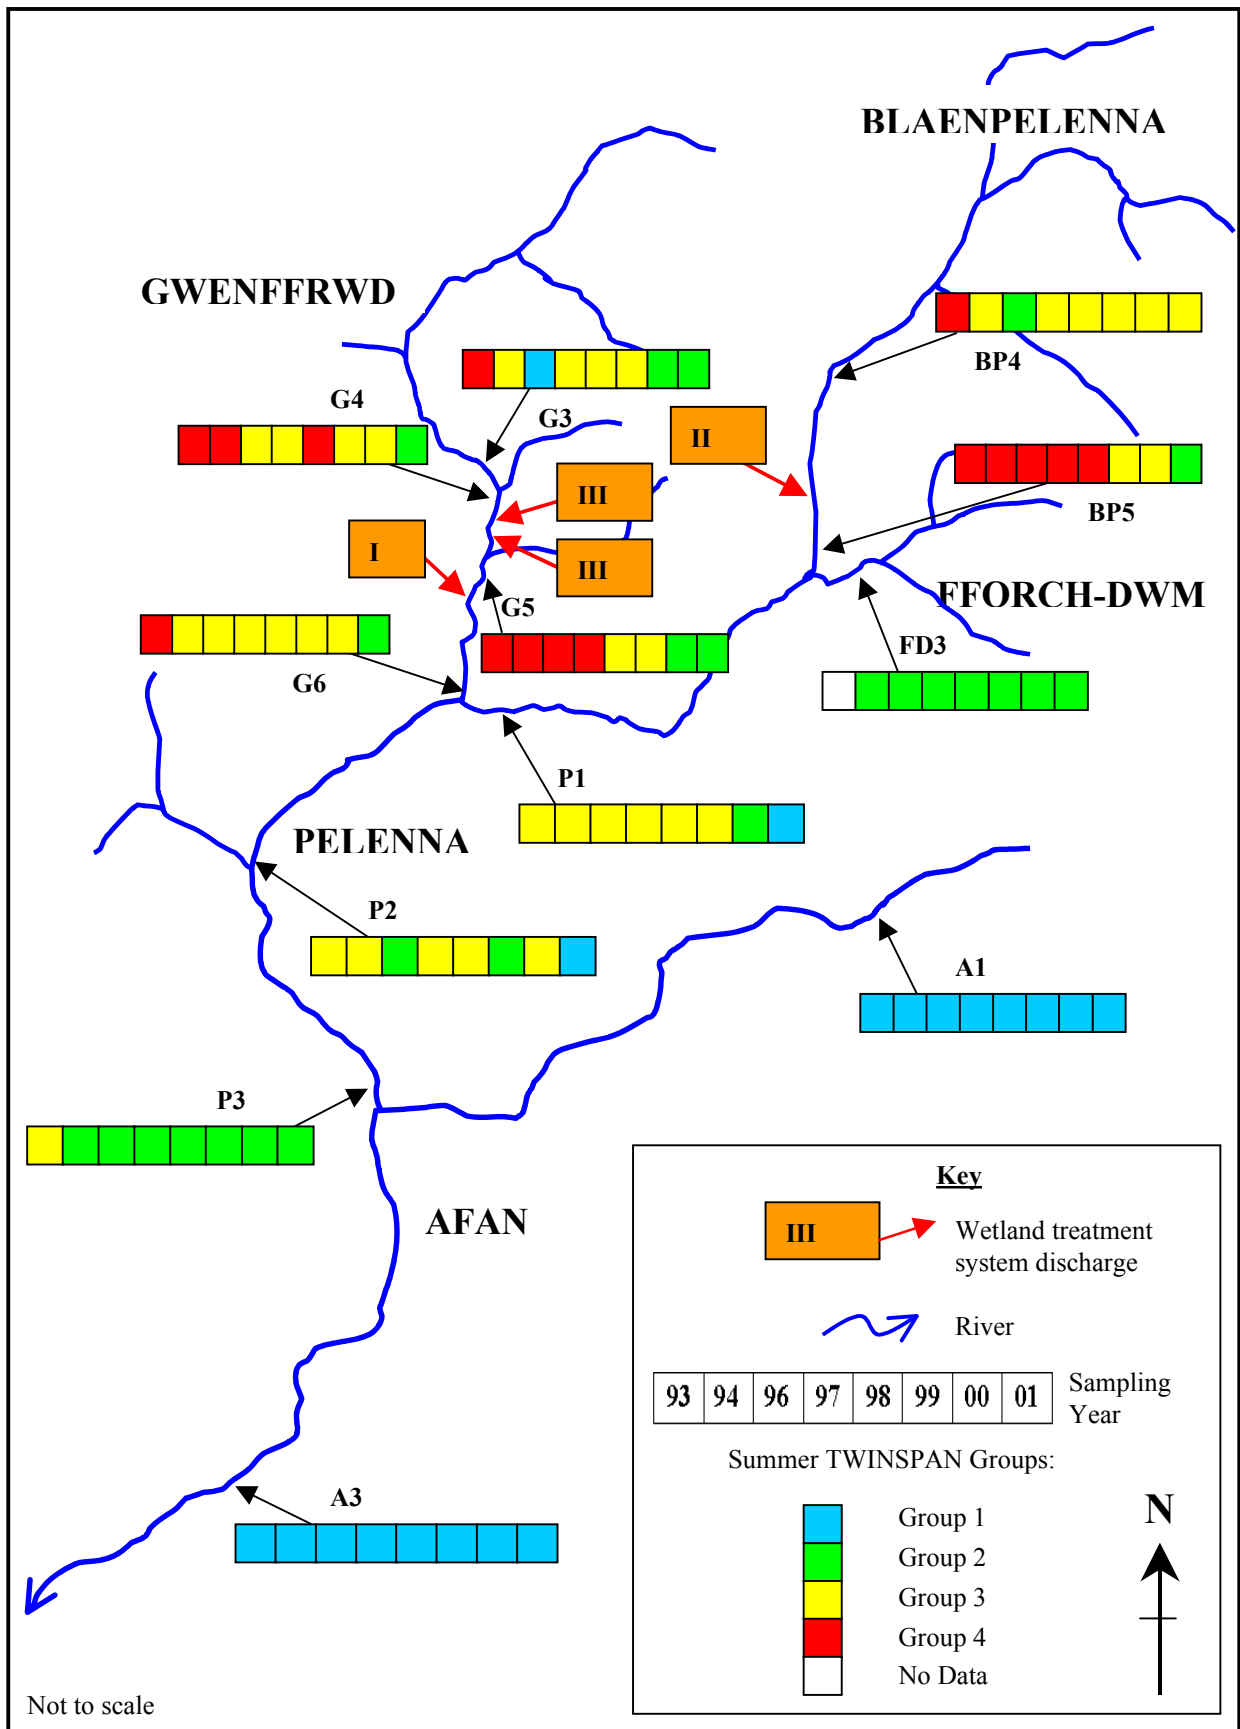 BLAENPELENNA
GWENFFRWD
BP4
G4
G3
II
III
BP5
I
III
G5
FFORCH-DWM
FD3
G6
P1
PELENNA
P2
A1
P3
AFAN
Key
III
Wetland treatment
system discharge
River
93 94 96 97 98 99 00 01
Sampling
Year
Summer TWINSPAN Groups:
A3
N
Group 1
Group 2
Group 3
Group 4
No Data
Not to scale